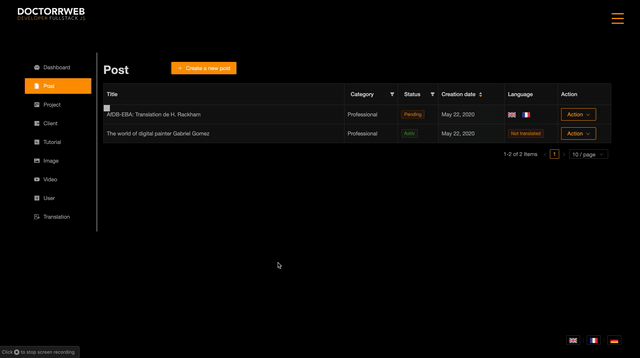 DOCTORRWEB
DEVELOPER FULLSTACK JS
Dashboard
Post
Project
Client
Tutorial
Image
Video
User
Translation
Post
+ Create a new post
Title Category Status Creation date Language Action
AfDB-EBA: Translation de H. Rackham Professional Pending May 22, 2020 Action
The world of digital painter Gabriel Gomez Professional Activ May 22, 2020 Not translated Action
1-2 of 2 items 1 10 / page
Click to stop screen recording